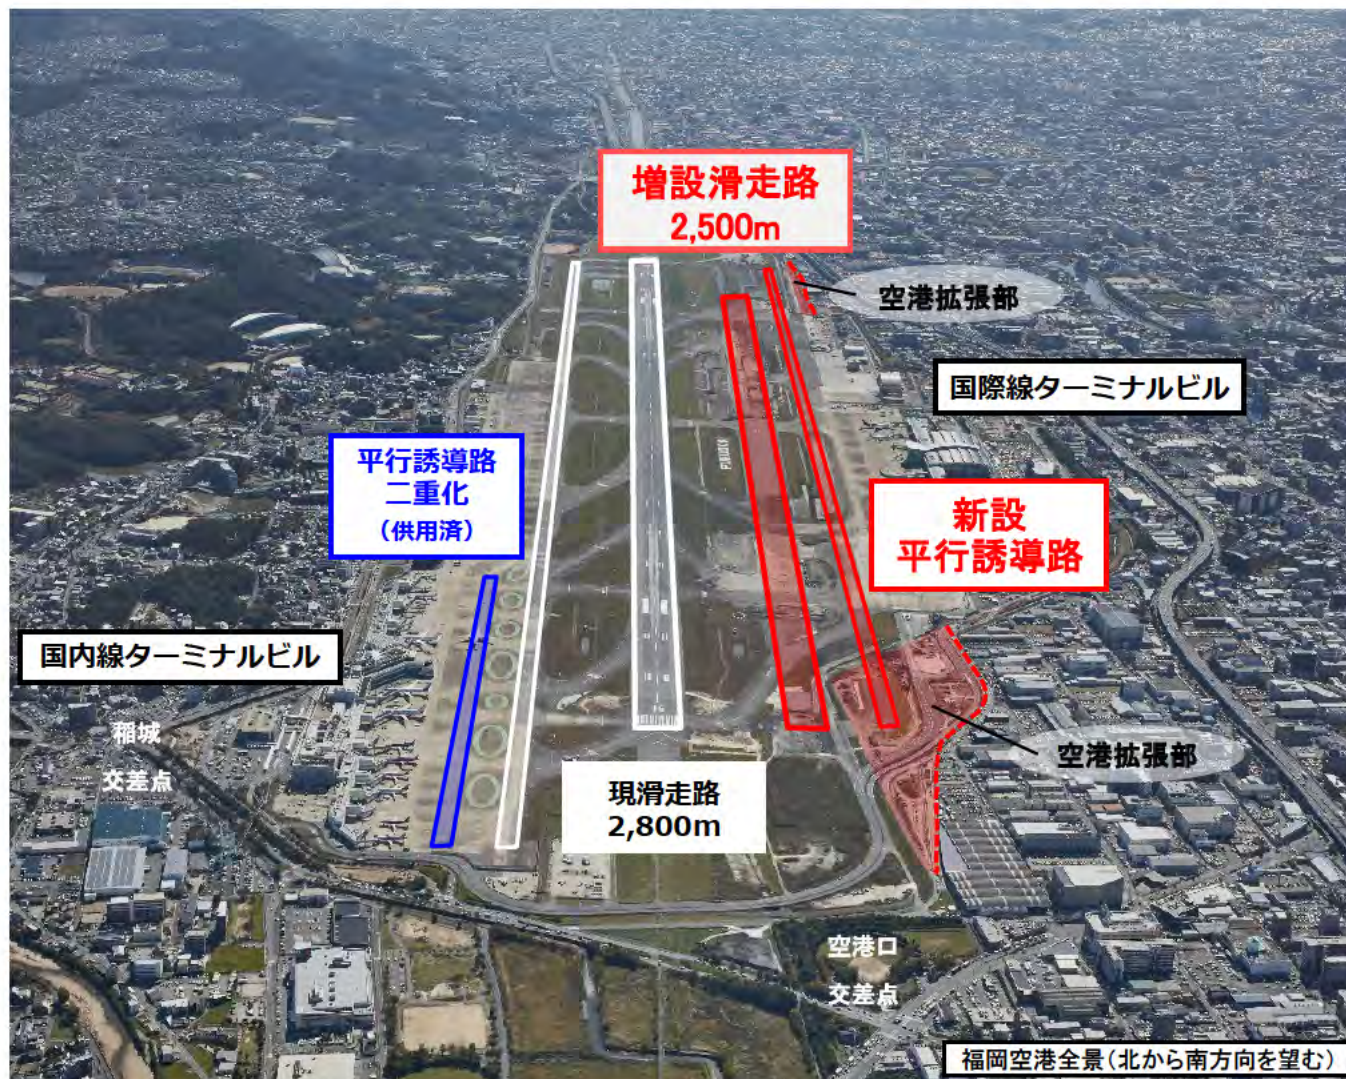 増設滑走路
2,500m
空港拡張部
国際線ターミナルビル
平行誘導路
二重化
（供用済）
新設
平行誘導路
国内線ターミナルビル
稲城
交差点
空港拡張部
現滑走路
2,800m
空港口
交差点
福岡空港全景(北から南方向を望む)